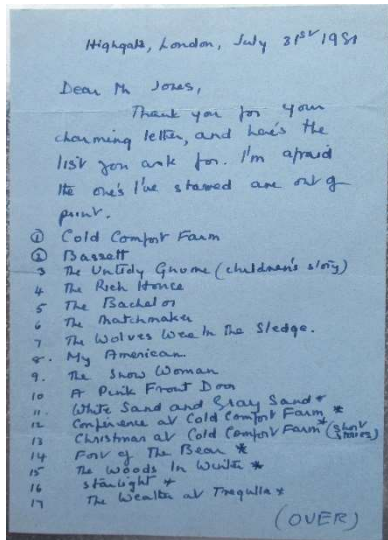 Highgate, London, July 31st 1981
Dear Mr Jones,
Thank you for your
charming letter, and here's the
list you ask for. I'm afraid
the one's I've starred are out of
print.
① Cold Comfort Farm
② Bassett
3 The Untidy Gnome (children's story)
4 The Rich House
5 The Bachelor
6 The Matchmaker
7 The Wolves Were In the Sledge.
8. My American
9. The Snow Woman
10 A Pink Front Door
11. White Sand and Gray Sand *
12 Conference at Cold Comfort Farm *
13 Christmas at Cold Comfort Farm * (short stories)
14 Fort of The Bear *
15 The Woods In Winter *
16 Starlight *
17 The Weather at Tregulla *
(OVER)